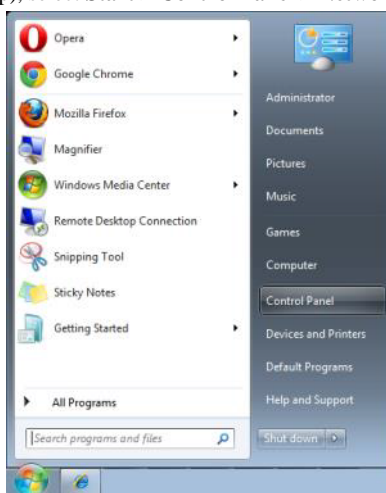 Opera
Google Chrome
Mozilla Firefox
Magnifier
Windows Media Center
Remote Desktop Connection
Snipping Tool
Sticky Notes
Getting Started
All Programs
Search programs and files
Administrator
Documents
Pictures
Music
Games
Computer
Control Panel
Devices and Printers
Default Programs
Help and Support
Shut down